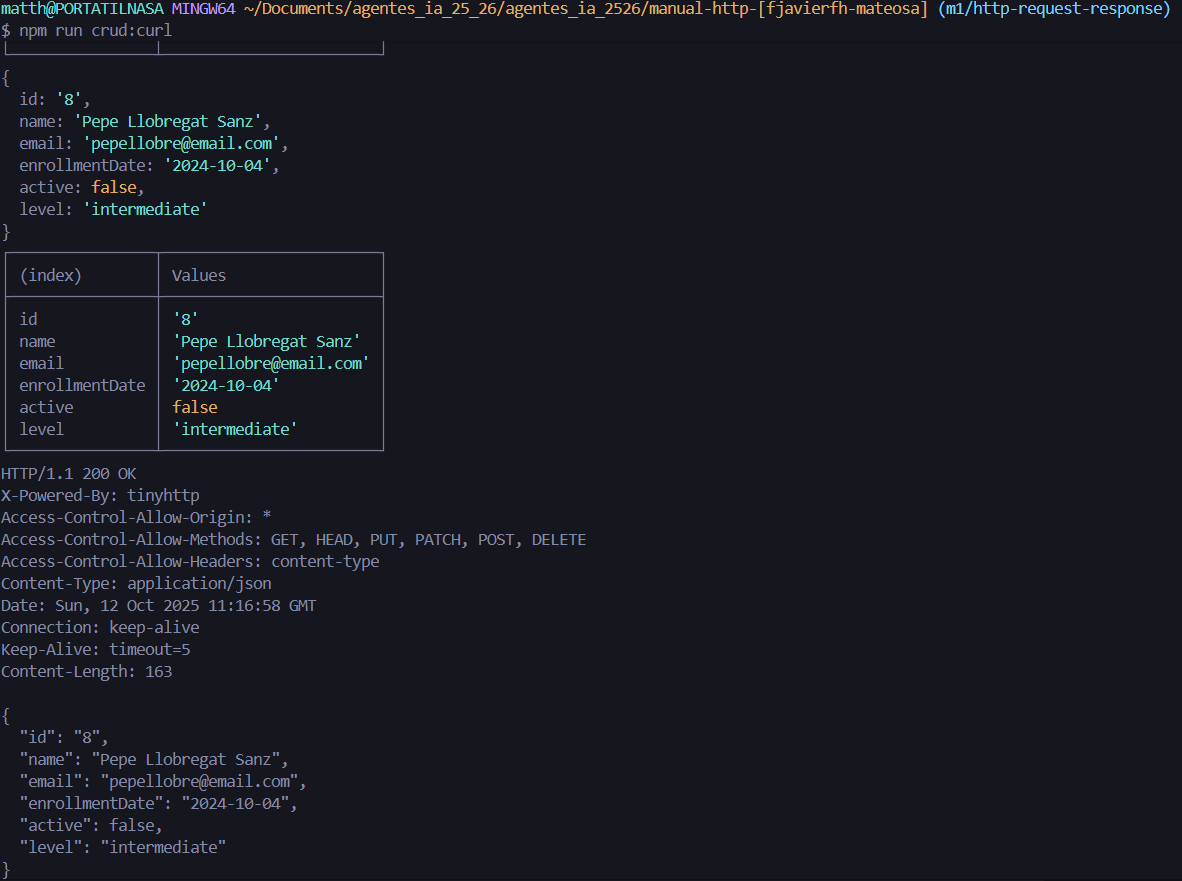 matth@PORTATILNASA MINGW64 ~/Documents/agentes_ia_25_26/agentes_ia_2526/manual-http-[fjavierfh-mateosa] (m1/http-request-response)
$ npm run crud:curl
{
  id: '8',
  name: 'Pepe Llobregat Sanz',
  email: 'pepellobre@email.com',
  enrollmentDate: '2024-10-04',
  active: false,
  level: 'intermediate'
}
(index) Values
id '8'
name 'Pepe Llobregat Sanz'
email 'pepellobre@email.com'
enrollmentDate '2024-10-04'
active false
level 'intermediate'
HTTP/1.1 200 OK
X-Powered-By: tinyhttp
Access-Control-Allow-Origin: *
Access-Control-Allow-Methods: GET, HEAD, PUT, PATCH, POST, DELETE
Access-Control-Allow-Headers: content-type
Content-Type: application/json
Date: Sun, 12 Oct 2025 11:16:58 GMT
Connection: keep-alive
Keep-Alive: timeout=5
Content-Length: 163
{
  "id": "8",
  "name": "Pepe Llobregat Sanz",
  "email": "pepellobre@email.com",
  "enrollmentDate": "2024-10-04",
  "active": false,
  "level": "intermediate"
}